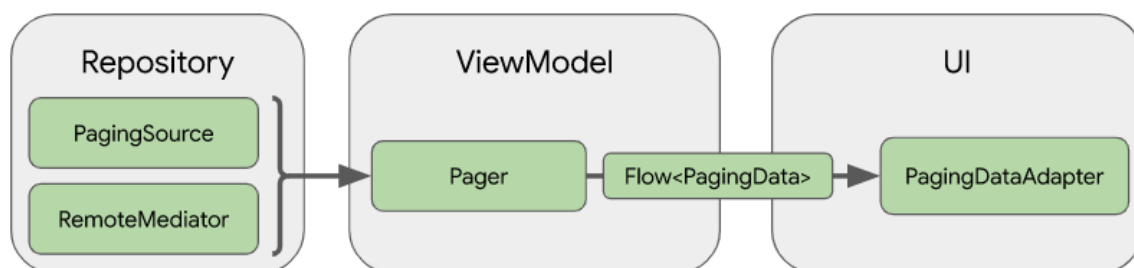 Repository
PagingSource
RemoteMediator
ViewModel
Pager
Flow<PagingData>
UI
PagingDataAdapter